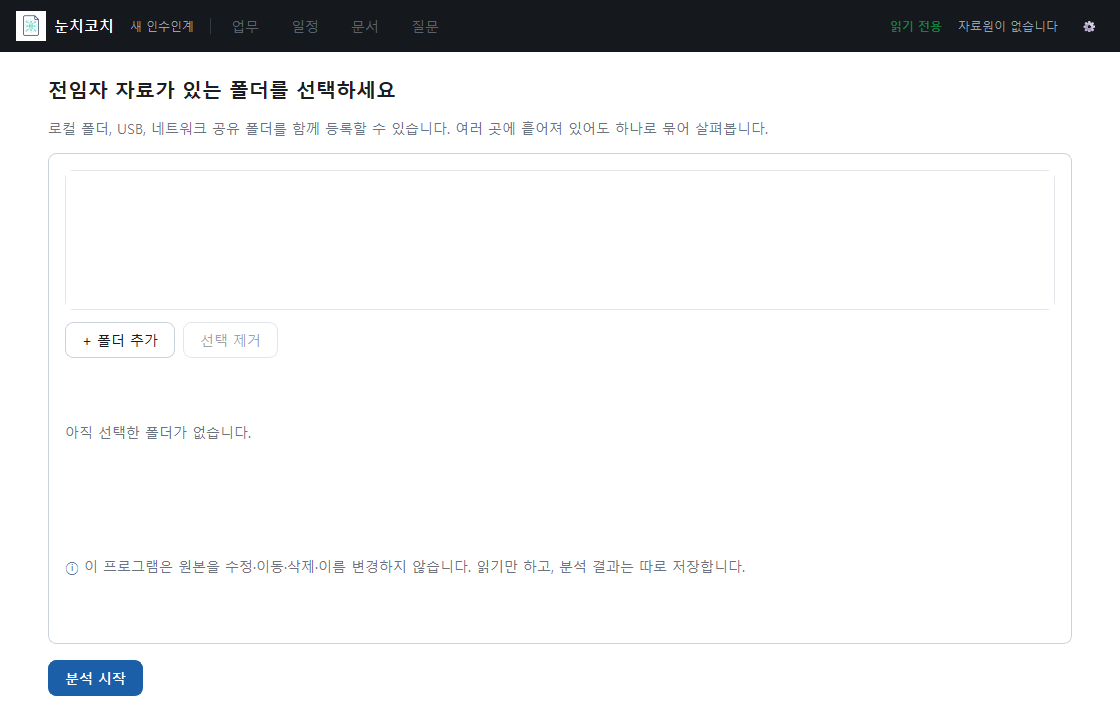 눈치코치 새 인수인계 업무 일정 문서 질문 읽기 전용 자료원이 없습니다
전임자 자료가 있는 폴더를 선택하세요
로컬 폴더, USB, 네트워크 공유 폴더를 함께 등록할 수 있습니다. 여러 곳에 흩어져 있어도 하나로 묶어 살펴봅니다.
+ 폴더 추가 선택 제거
아직 선택한 폴더가 없습니다.
이 프로그램은 원본을 수정·이동·삭제·이름 변경하지 않습니다. 읽기만 하고, 분석 결과는 따로 저장합니다.
분석 시작